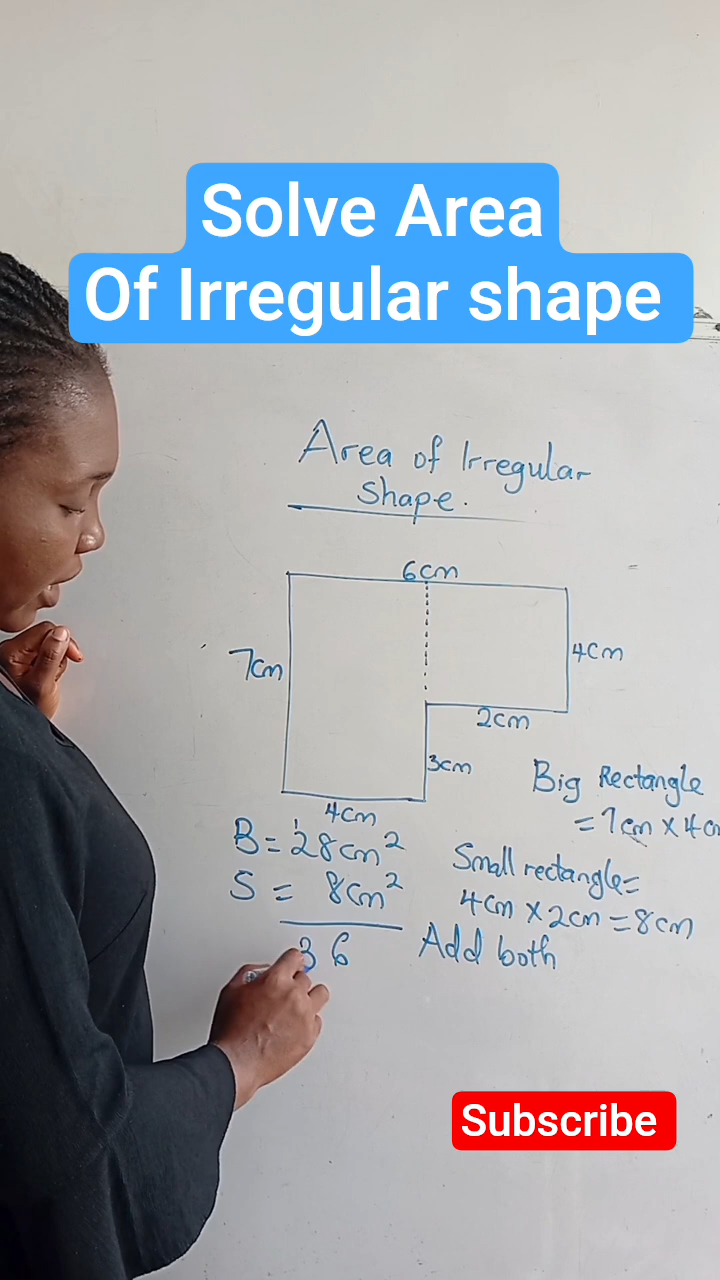 Solve Area
Of Irregular shape
Area of Irregular
Shape.
6cm
7cm
4cm
2cm
3cm
4cm
Big Rectangle
= 7cm x 4cm
B = 28cm²
S = 8cm²
36
Small rectangle=
4cm x 2cm = 8cm
Add both
Subscribe